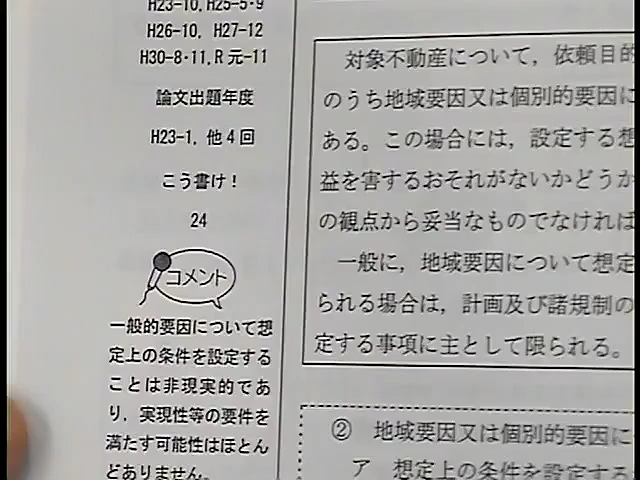 H23-10, H25-5・9
H26-10, H27-12
H30-8・11, R元-11
論文出題年度
H23-1, 他4回
こう書け！
24
コメント
一般的要因について想
定上の条件を設定する
ことは非現実的であ
り，実現性等の要件を
満たす可能性はほとん
どありません。
対象不動産について，依頼目的
のうち地域要因又は個別的要因に
ある。この場合には，設定する想
益を害するおそれがないかどうか
の観点から妥当なものでなければ
一般に，地域要因について想定
られる場合は，計画及び諸規制の
定する事項に主として限られる。
② 地域要因又は個別的要因に
ア 想定上の条件を設定する